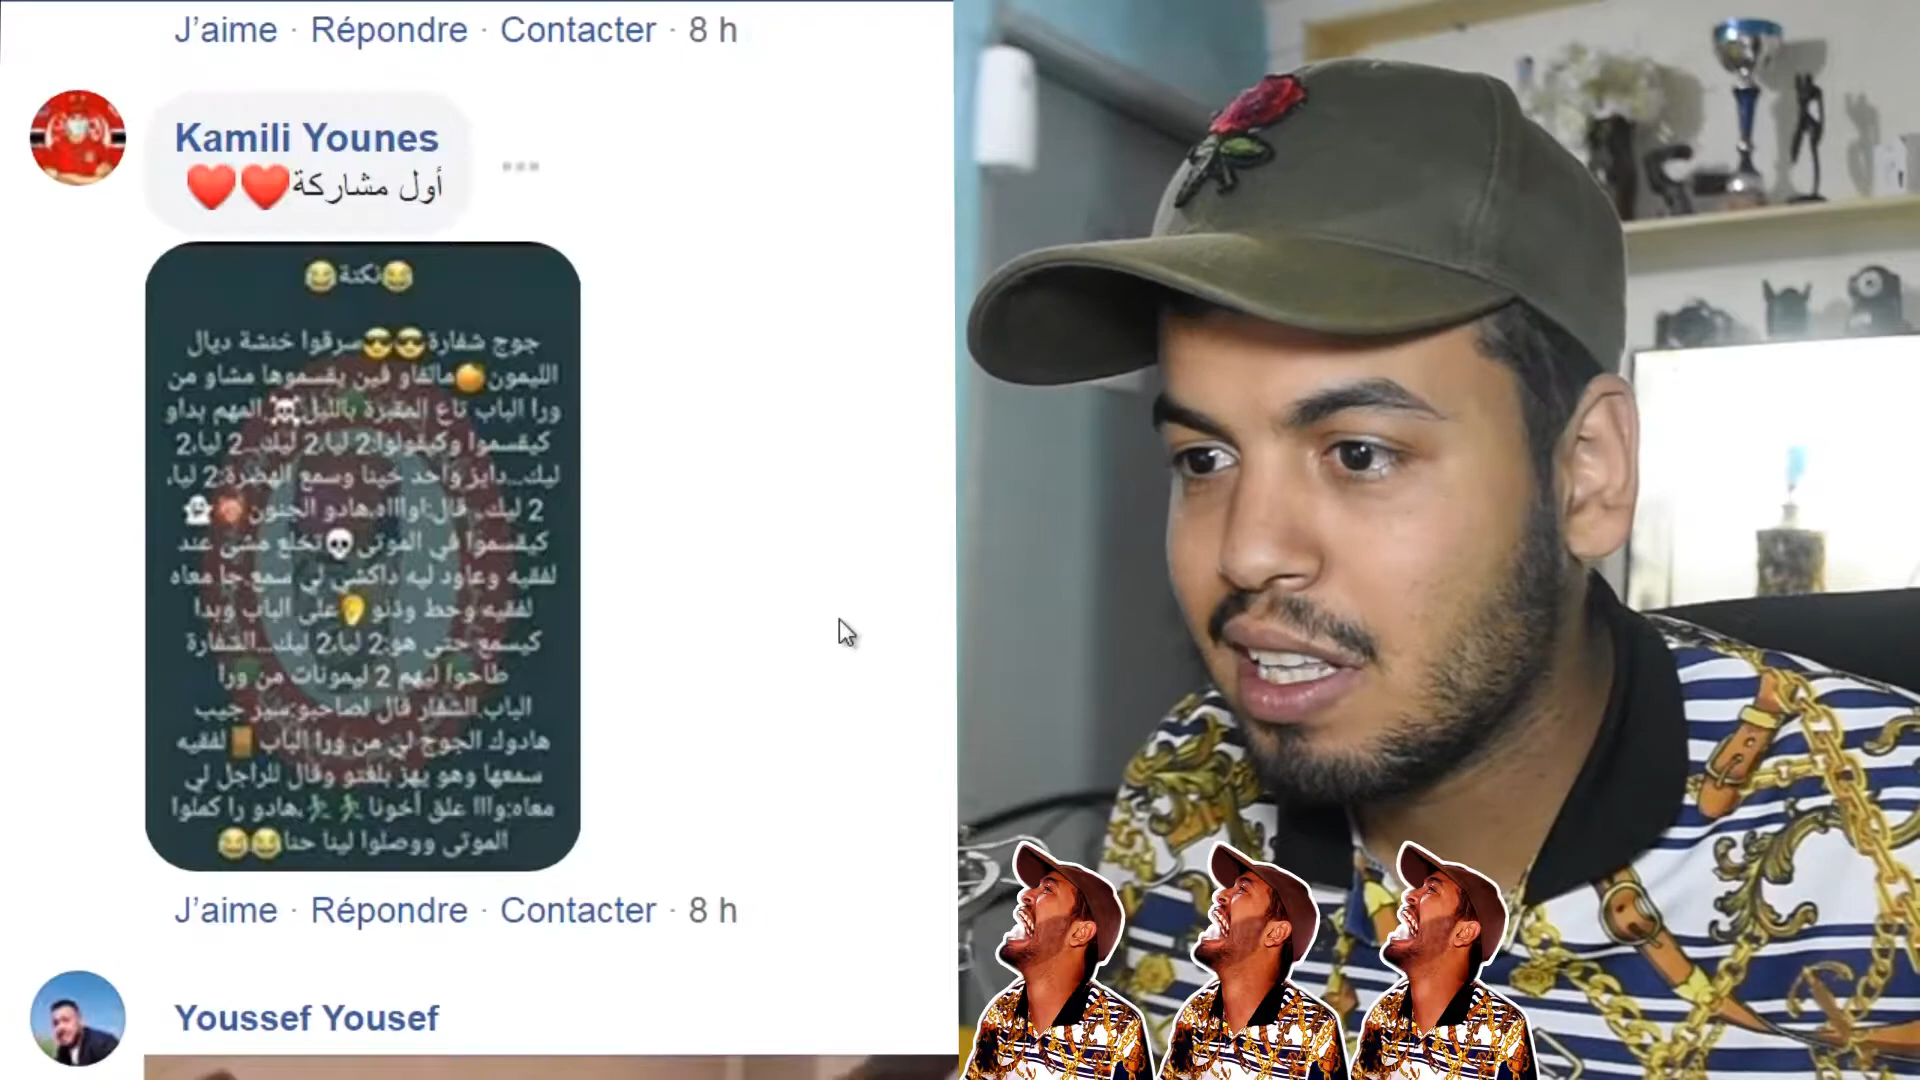 J’aime · Répondre · Contacter · 8 h
Kamili Younes
أول مشاركة❤️❤️
😂نكتة😂
جوج شفارة😎😎سرقوا خنشة ديال
الليمون🍊مالقاو فين يقسموها مشاو من
ورا الباب تاع المقبرة بالليل☠️.المهم بداو
كيقسموا وكيقولوا:2 ليا،2 ليك...2 ليا،2
ليك...دايز واحد خينا وسمع الهضرة:2 ليا،
2 ليك.. قال:اواااه.هادو الجنون👹👻
كيقسموا في الموتى💀تخلع مشى عند
لفقيه وعاود ليه داكشي لي سمع.جا معاه
لفقيه وحط وذنو👂على الباب وبدا
كيسمع حتى هو:2 ليا،2 ليك...الشفارة
طاحوا ليهم 2 ليمونات من ورا
الباب.الشفار قال لصاحبو:سير جيب
هادوك الجوج لي من ورا الباب🚪لفقيه
سمعها وهو يهز بلغتو وقال للراجل لي
معاه:وااا علق أخونا🏃🏃.هادو را كملوا
الموتى ووصلوا لينا حنا😂😂
J’aime · Répondre · Contacter · 8 h
Youssef Yousef